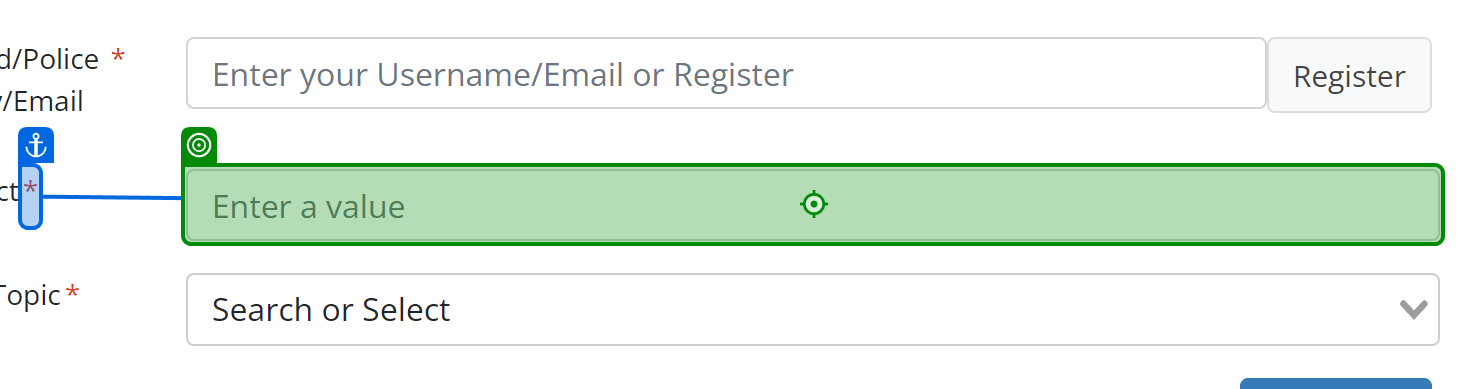 d/Police *
Enter your Username/Email or Register
Register
/Email
ct *
Enter a value
Topic *
Search or Select